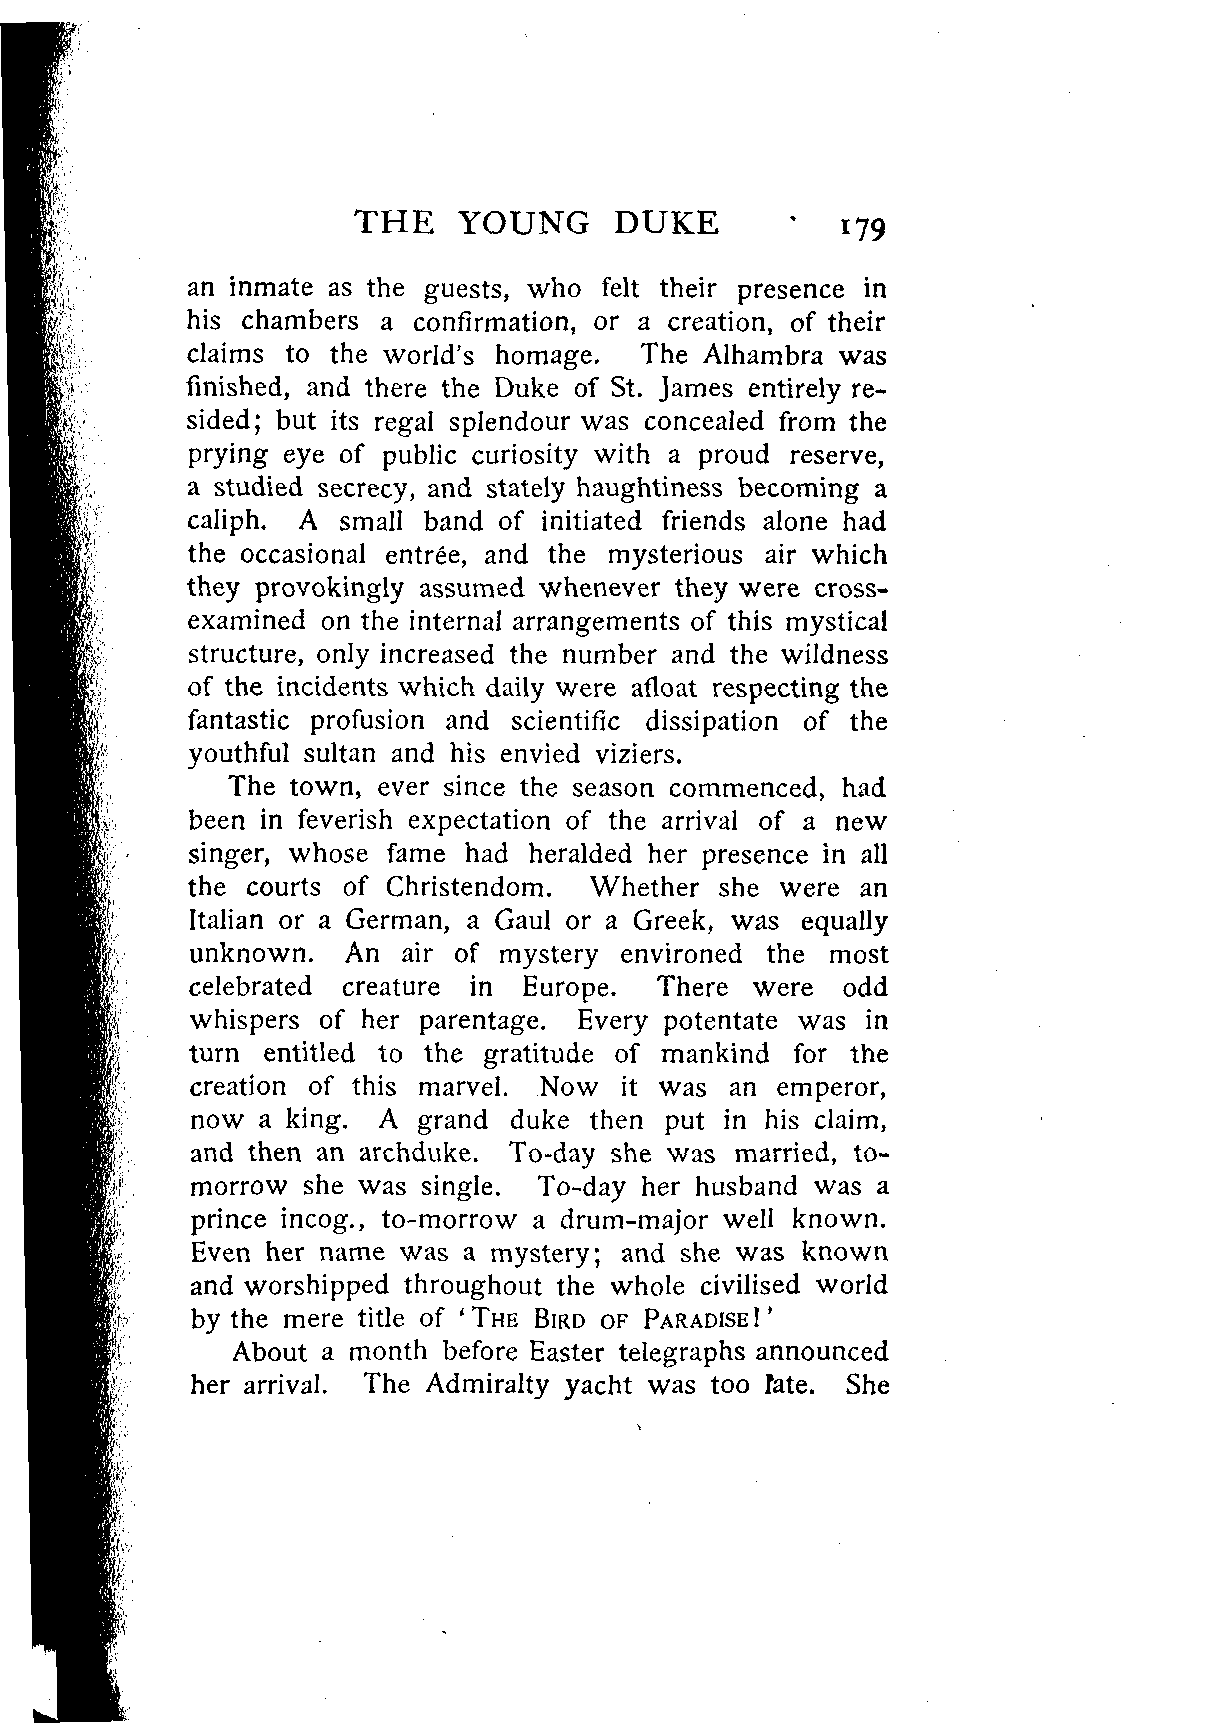 THE YOUNG DUKE 179
an inmate as the guests, who felt their presence in
his chambers a confirmation, or a creation, of their
claims to the world's homage. The Alhambra was
finished, and there the Duke of St. James entirely re-
sided; but its regal splendour was concealed from the
prying eye of public curiosity with a proud reserve,
a studied secrecy, and stately haughtiness becoming a
caliph. A small band of initiated friends alone had
the occasional entrée, and the mysterious air which
they provokingly assumed whenever they were cross-
examined on the internal arrangements of this mystical
structure, only increased the number and the wildness
of the incidents which daily were afloat respecting the
fantastic profusion and scientific dissipation of the
youthful sultan and his envied viziers.
The town, ever since the season commenced, had
been in feverish expectation of the arrival of a new
singer, whose fame had heralded her presence in all
the courts of Christendom. Whether she were an
Italian or a German, a Gaul or a Greek, was equally
unknown. An air of mystery environed the most
celebrated creature in Europe. There were odd
whispers of her parentage. Every potentate was in
turn entitled to the gratitude of mankind for the
creation of this marvel. Now it was an emperor,
now a king. A grand duke then put in his claim,
and then an archduke. To-day she was married, to-
morrow she was single. To-day her husband was a
prince incog., to-morrow a drum-major well known.
Even her name was a mystery; and she was known
and worshipped throughout the whole civilised world
by the mere title of 'THE BIRD OF PARADISE!'
About a month before Easter telegraphs announced
her arrival. The Admiralty yacht was too late. She